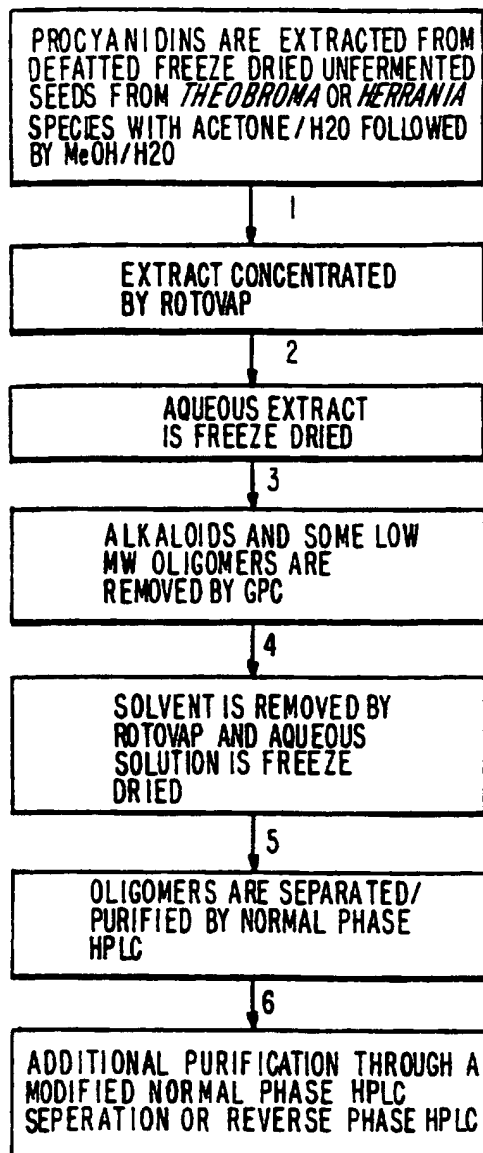 PROCYANIDINS ARE EXTRACTED FROM
DEFATTED FREEZE DRIED UNFERMENTED
SEEDS FROM THEOBROMA OR HERRANIA
SPECIES WITH ACETONE/H2O FOLLOWED
BY MeOH/H2O
1
EXTRACT CONCENTRATED
BY ROTOVAP
2
AQUEOUS EXTRACT
IS FREEZE DRIED
3
ALKALOIDS AND SOME LOW
MW OLIGOMERS ARE
REMOVED BY GPC
4
SOLVENT IS REMOVED BY
ROTOVAP AND AQUEOUS
SOLUTION IS FREEZE
DRIED
5
OLIGOMERS ARE SEPARATED/
PURIFIED BY NORMAL PHASE
HPLC
6
ADDITIONAL PURIFICATION THROUGH A
MODIFIED NORMAL PHASE HPLC
SEPERATION OR REVERSE PHASE HPLC